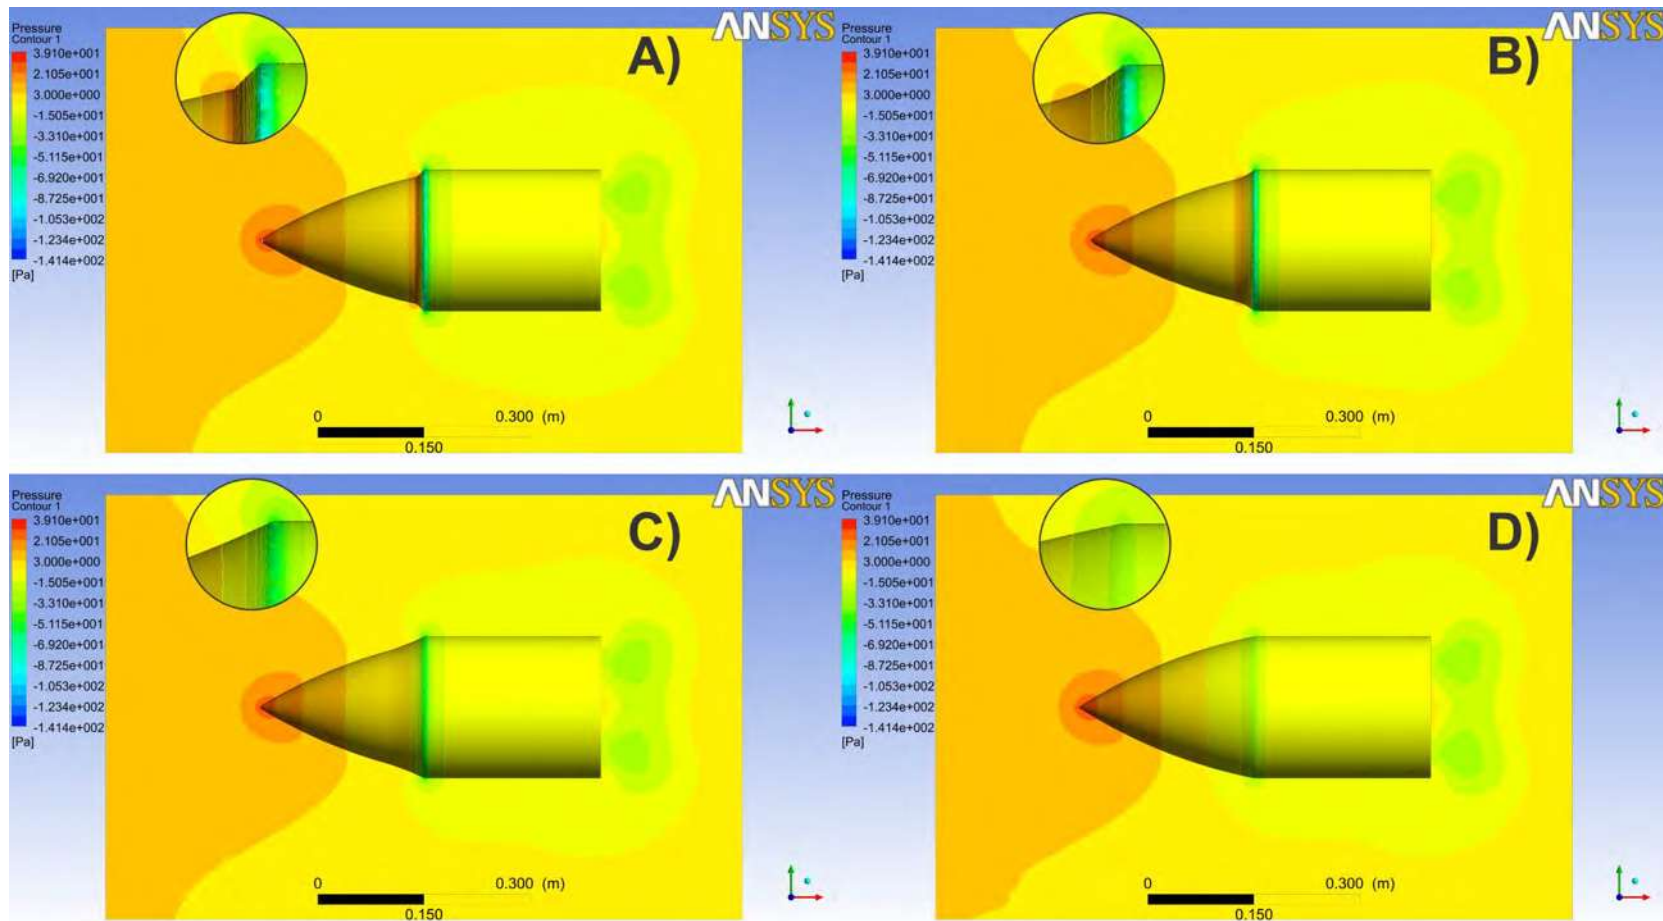 Pressure
Contour 1
3.910e+001
2.105e+001
3.000e+000
-1.505e+001
-3.310e+001
-5.115e+001
-6.920e+001
-8.725e+001
-1.053e+002
-1.234e+002
-1.414e+002
[Pa]
ANSYS
A)
0 0.300 (m)
0.150
Pressure
Contour 1
3.910e+001
2.105e+001
3.000e+000
-1.505e+001
-3.310e+001
-5.115e+001
-6.920e+001
-8.725e+001
-1.053e+002
-1.234e+002
-1.414e+002
[Pa]
ANSYS
B)
0 0.300 (m)
0.150
Pressure
Contour 1
3.910e+001
2.105e+001
3.000e+000
-1.505e+001
-3.310e+001
-5.115e+001
-6.920e+001
-8.725e+001
-1.053e+002
-1.234e+002
-1.414e+002
[Pa]
ANSYS
C)
0 0.300 (m)
0.150
Pressure
Contour 1
3.910e+001
2.105e+001
3.000e+000
-1.505e+001
-3.310e+001
-5.115e+001
-6.920e+001
-8.725e+001
-1.053e+002
-1.234e+002
-1.414e+002
[Pa]
ANSYS
D)
0 0.300 (m)
0.150